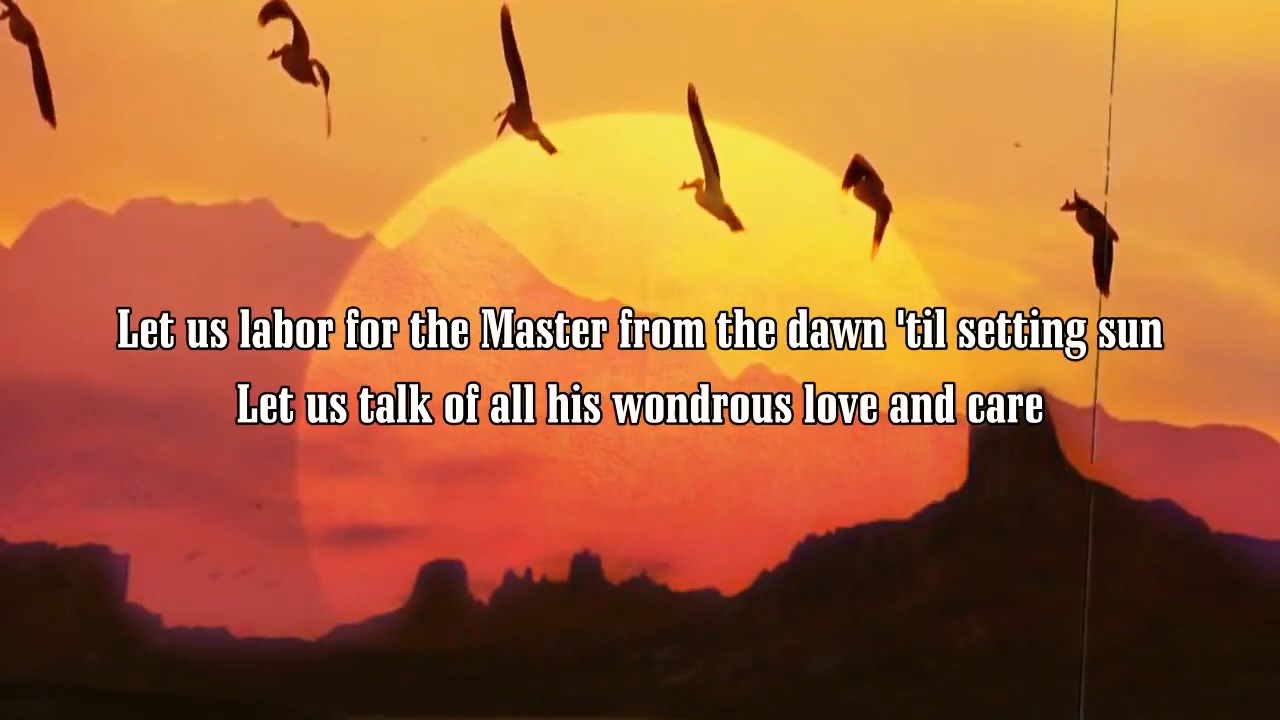 Let us labor for the Master from the dawn 'til setting sun
Let us talk of all his wondrous love and care